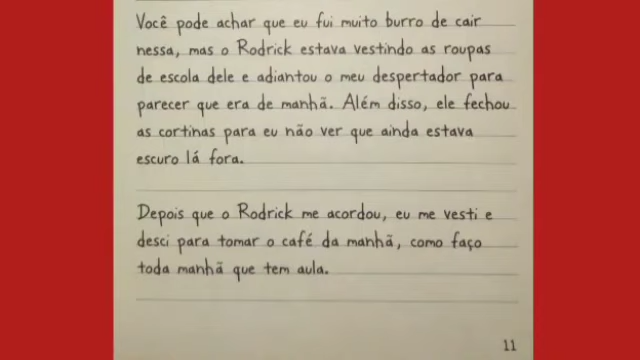 Você pode achar que eu fui muito burro de cair
nessa, mas o Rodrick estava vestindo as roupas
de escola dele e adiantou o meu despertador para
parecer que era de manhã. Além disso, ele fechou
as cortinas para eu não ver que ainda estava
escuro lá fora.
Depois que o Rodrick me acordou, eu me vesti e
desci para tomar o café da manhã, como faço
toda manhã que tem aula.
11